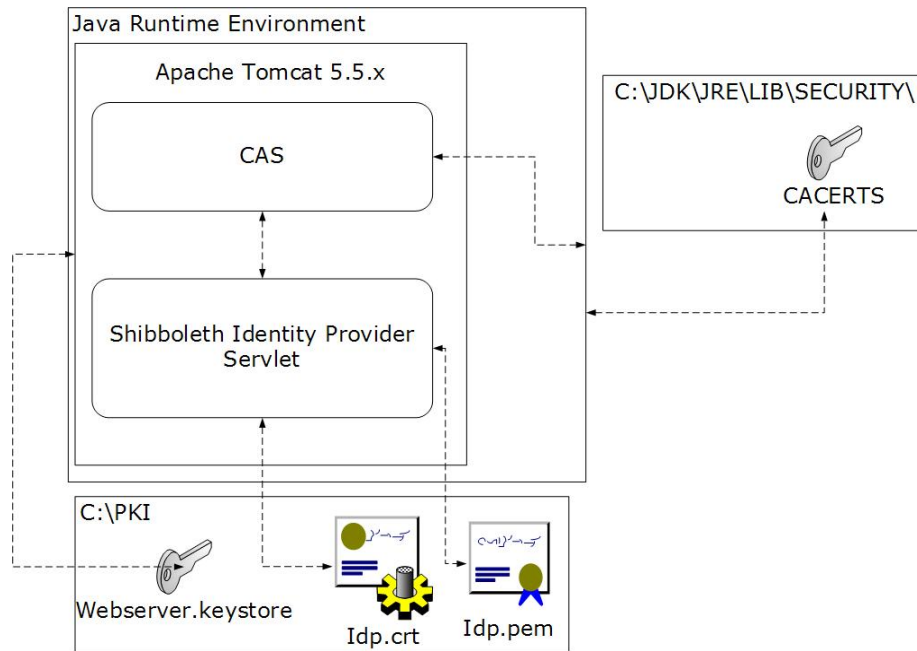 Java Runtime Environment
Apache Tomcat 5.5.x
CAS
C:\JDK\JRE\LIB\SECURITY\
CACERTS
Shibboleth Identity Provider
Servlet
C:\PKI
Webserver.keystore
Idp.crt
Idp.pem